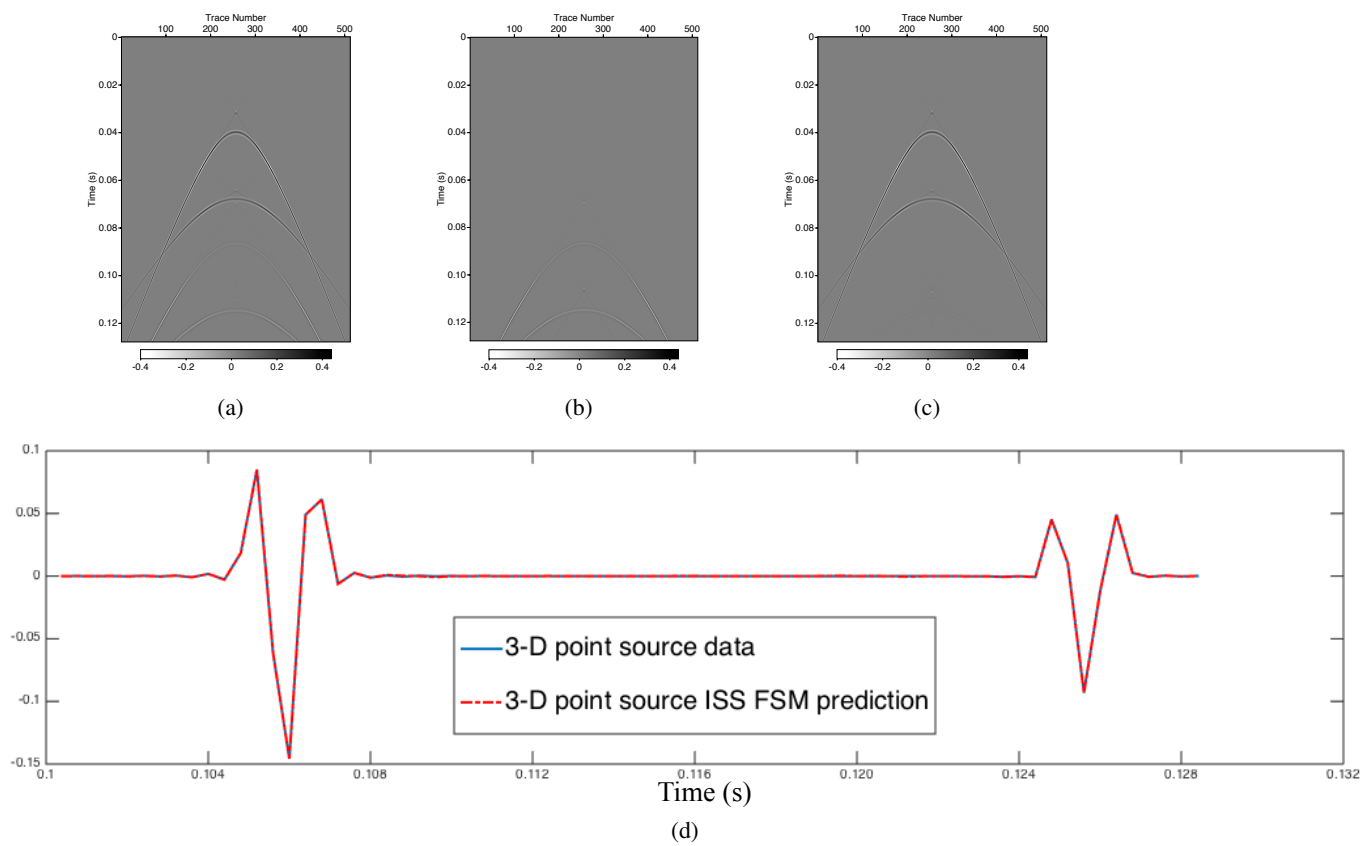 Trace Number
100 200 300 400 500
0
0.02
0.04
0.06
0.08
0.10
0.12
Time (s)
-0.4 -0.2 0 0.2 0.4
(a)
Trace Number
100 200 300 400 500
0
0.02
0.04
0.06
0.08
0.10
0.12
Time (s)
-0.4 -0.2 0 0.2 0.4
(b)
Trace Number
100 200 300 400 500
0
0.02
0.04
0.06
0.08
0.10
0.12
Time (s)
-0.4 -0.2 0 0.2 0.4
(c)
0.1
0.05
0
-0.05
-0.1
-0.15
3-D point source data
3-D point source ISS FSM prediction
0.1 0.104 0.108 0.112 0.116 0.120 0.124 0.128 0.132
Time (s)
(d)